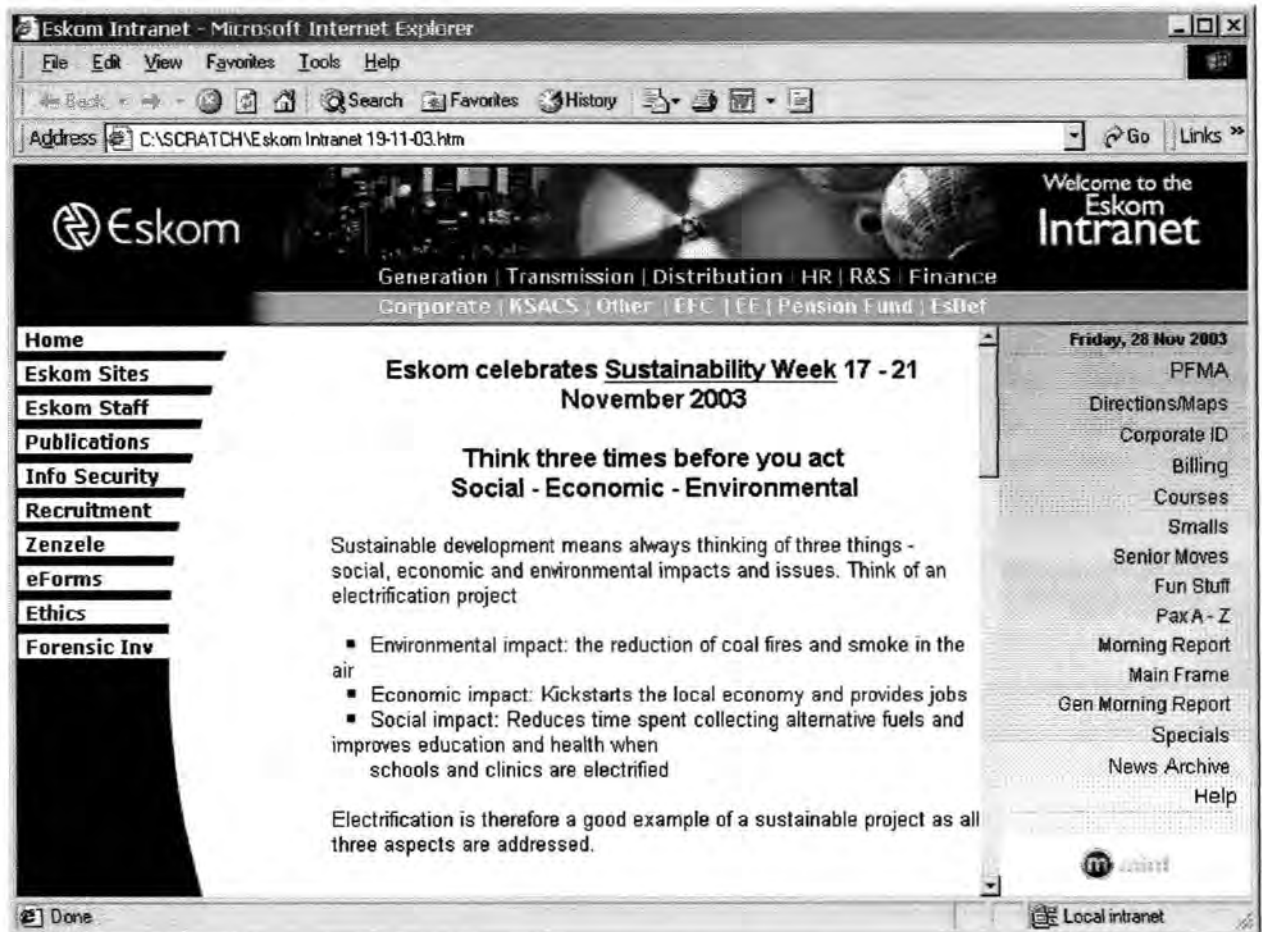 Eskom Intranet - Microsoft Internet Explorer
File Edit View Favorites Tools Help
Back Search Favorites History
Address C:\SCRATCH\Eskom Intranet 19-11-03.htm Go Links »
Eskom
Welcome to the
Eskom
Intranet
Generation | Transmission | Distribution | HR | R&S | Finance
Corporate | KSACS | Other | EFC | EE | Pension Fund | EsDef
Home
Eskom Sites
Eskom Staff
Publications
Info Security
Recruitment
Zenzele
eForms
Ethics
Forensic Inv
Eskom celebrates Sustainability Week 17 - 21
November 2003
Think three times before you act
Social - Economic - Environmental
Sustainable development means always thinking of three things -
social, economic and environmental impacts and issues. Think of an
electrification project
▪ Environmental impact: the reduction of coal fires and smoke in the
air
▪ Economic impact: Kickstarts the local economy and provides jobs
▪ Social impact: Reduces time spent collecting alternative fuels and
improves education and health when
schools and clinics are electrified
Electrification is therefore a good example of a sustainable project as all
three aspects are addressed.
Friday, 28 Nov 2003
PFMA
Directions/Maps
Corporate ID
Billing
Courses
Smalls
Senior Moves
Fun Stuff
Pax A - Z
Morning Report
Main Frame
Gen Morning Report
Specials
News Archive
Help
m mint
Done Local intranet